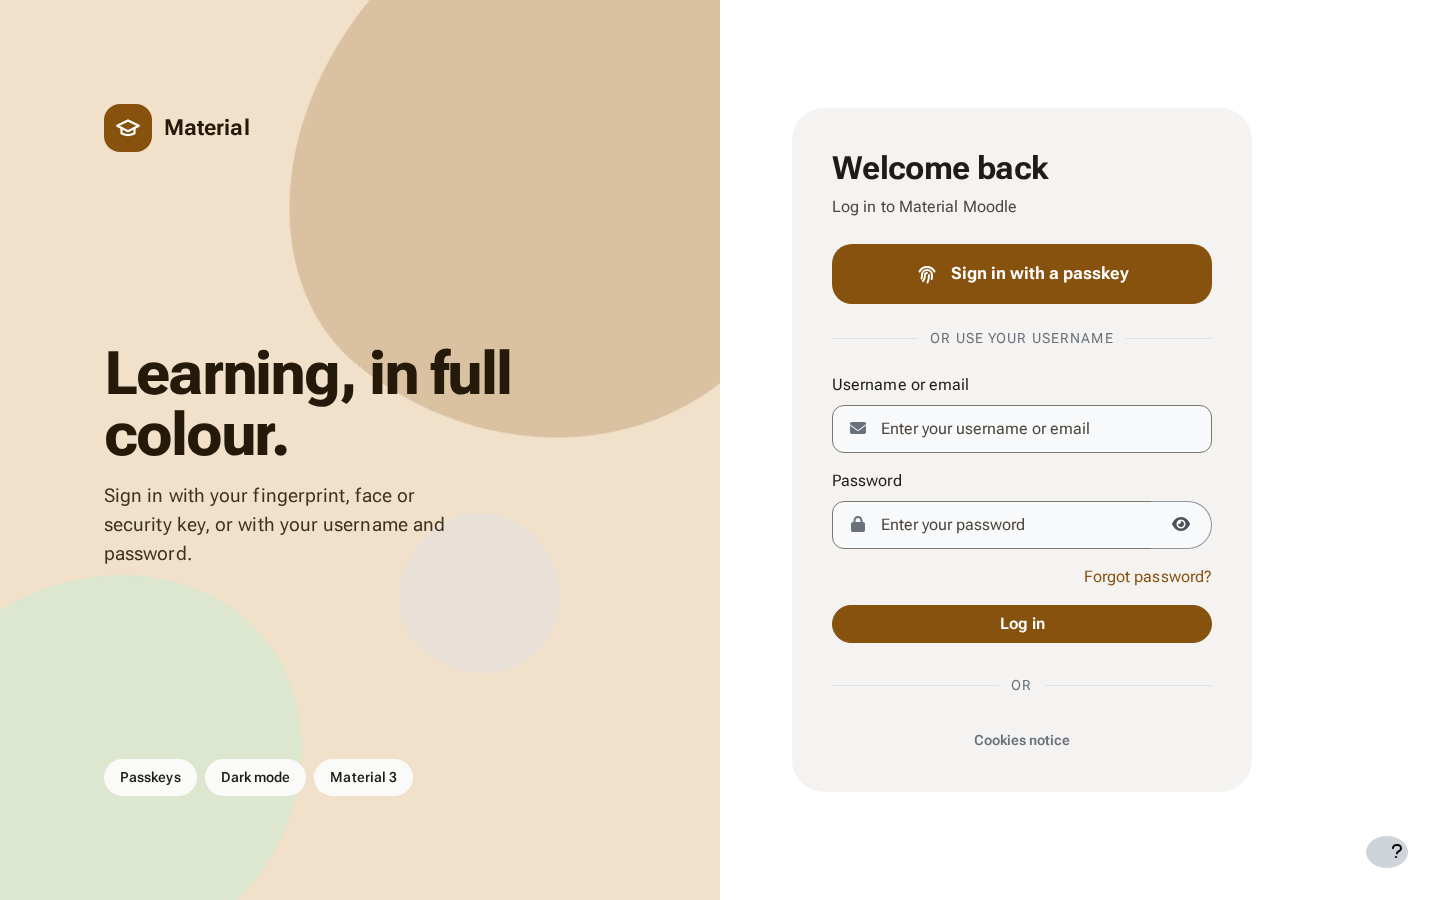 Material
Learning, in full
colour.
Sign in with your fingerprint, face or
security key, or with your username and
password.
Passkeys
Dark mode
Material 3
Welcome back
Log in to Material Moodle
Sign in with a passkey
OR USE YOUR USERNAME
Username or email
Enter your username or email
Password
Enter your password
Forgot password?
Log in
OR
Cookies notice
?